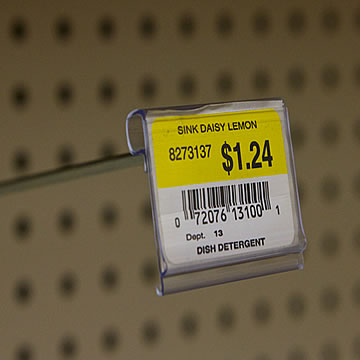 SINK DAISY LEMON
8273137 $1.24
0 72076 13100 1
Dept. 13
DISH DETERGENT